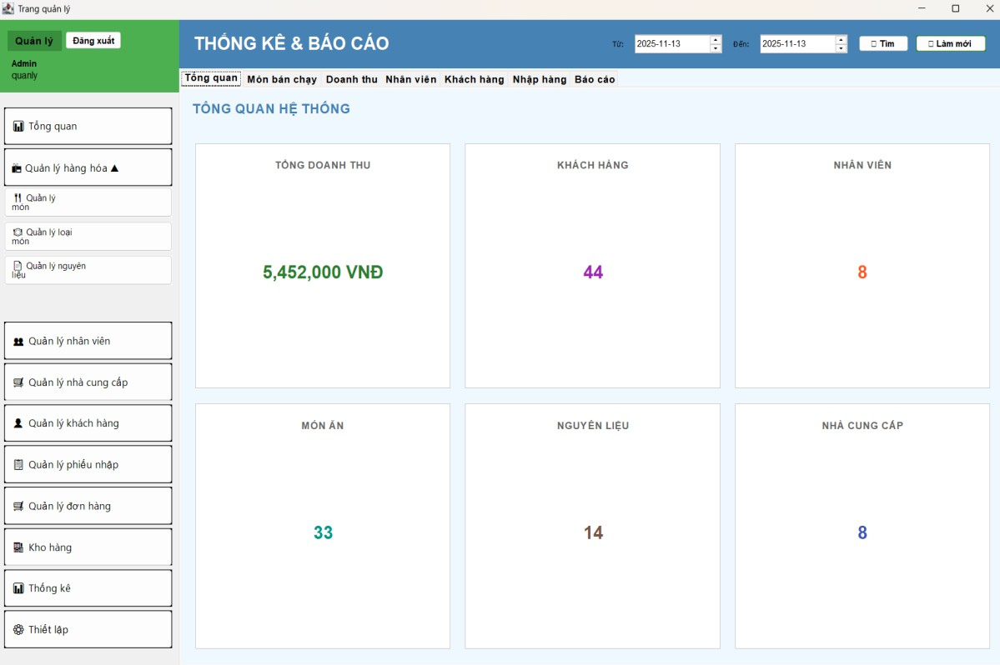 Trang quản lý
Quản lý
Đăng xuất
Admin
quanly
THỐNG KÊ & BÁO CÁO
Từ:
2025-11-13
Đến:
2025-11-13
Tìm
Làm mới
Tổng quan
Món bán chạy
Doanh thu
Nhân viên
Khách hàng
Nhập hàng
Báo cáo
Tổng quan
Quản lý hàng hóa ▲
Quản lý
món
Quản lý loại
món
Quản lý nguyên
liệu
Quản lý nhân viên
Quản lý nhà cung cấp
Quản lý khách hàng
Quản lý phiếu nhập
Quản lý đơn hàng
Kho hàng
Thống kê
Thiết lập
TỔNG QUAN HỆ THỐNG
TỔNG DOANH THU
5,452,000 VNĐ
KHÁCH HÀNG
44
NHÂN VIÊN
8
MÓN ĂN
33
NGUYÊN LIỆU
14
NHÀ CUNG CẤP
8